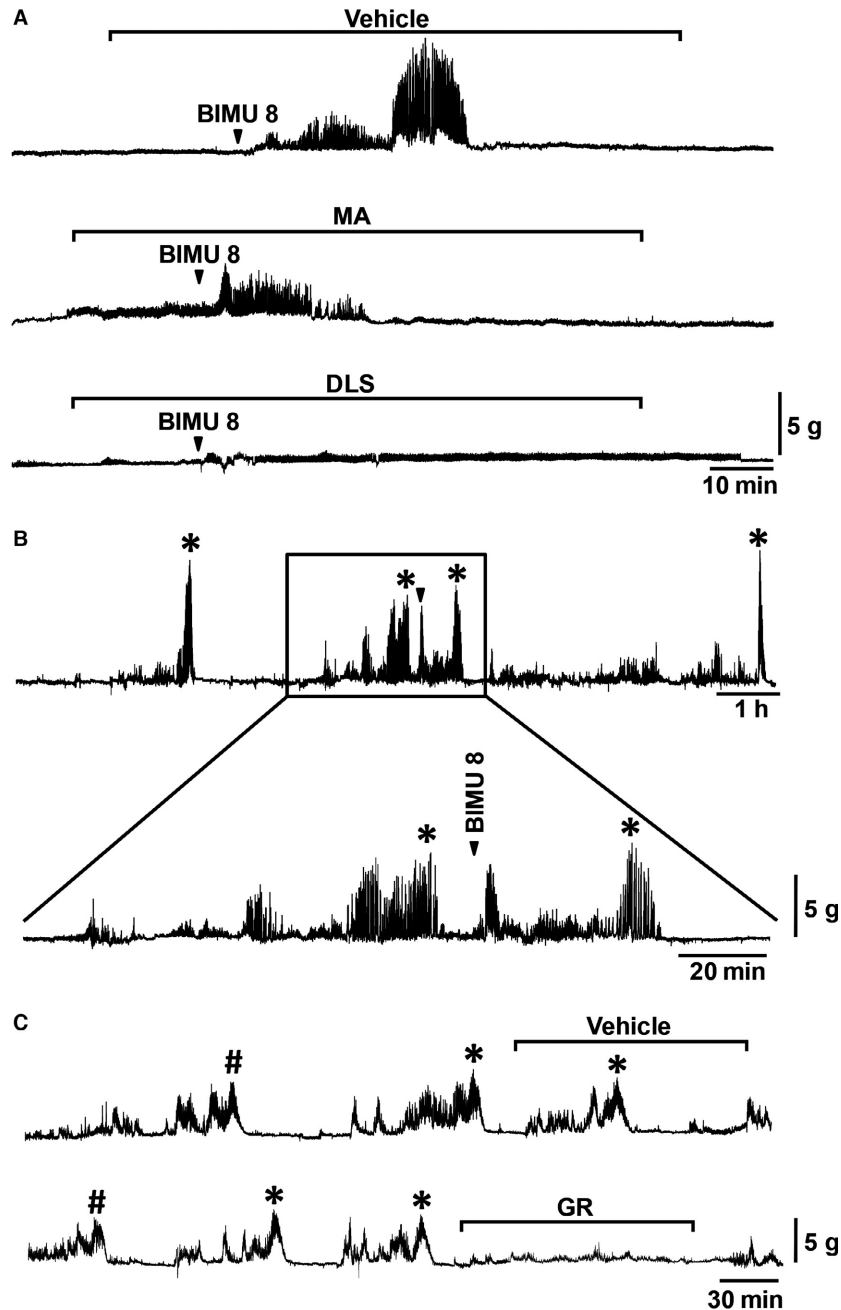 A
Vehicle
BIMU 8
MA
BIMU 8
DLS
BIMU 8
5 g
10 min
B
* * * *
1 h
BIMU 8
* *
5 g
20 min
C
Vehicle
# * *
GR
# * *
5 g
30 min